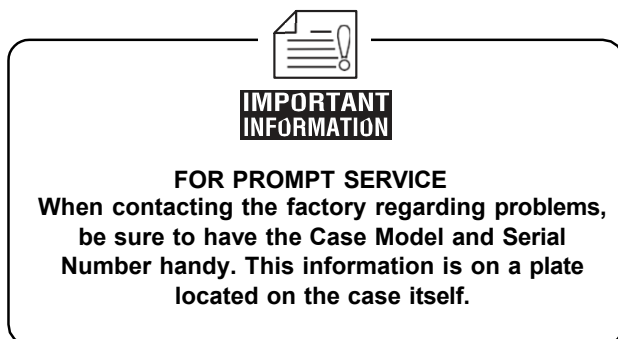 IMPORTANT
INFORMATION
FOR PROMPT SERVICE
When contacting the factory regarding problems,
be sure to have the Case Model and Serial
Number handy. This information is on a plate
located on the case itself.